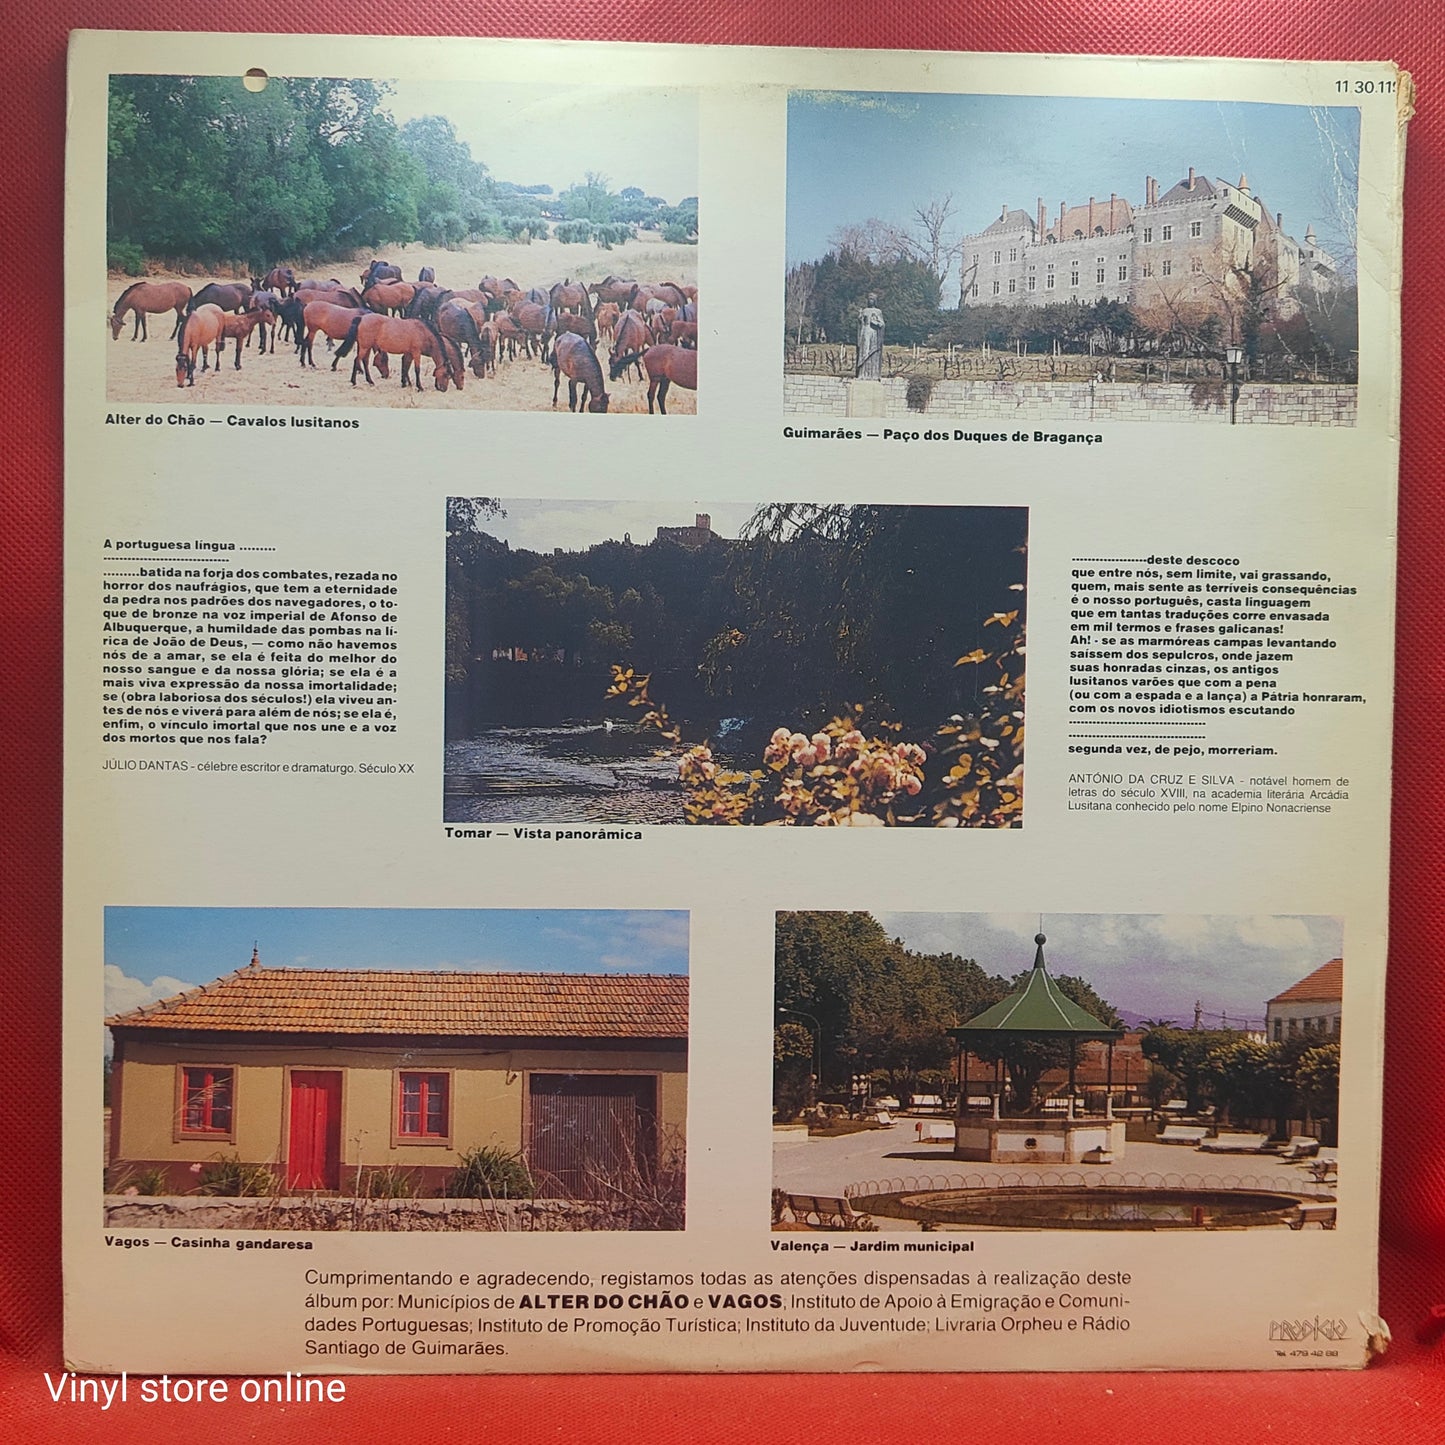 11.30.11
Alter do Chão — Cavalos lusitanos
Guimarães — Paço dos Duques de Bragança
A portuguesa língua .........
--------------------------------
.........batida na forja dos combates, rezada no
horror dos naufrágios, que tem a eternidade
da pedra nos padrões dos navegadores, o to-
que de bronze na voz imperial de Afonso de
Albuquerque, a humildade das pombas na lí-
rica de João de Deus, — como não havemos
nós de a amar, se ela é feita do melhor do
nosso sangue e da nossa glória; se ela é a
mais viva expressão da nossa imortalidade;
se (obra laboriosa dos séculos!) ela viveu an-
tes de nós e viverá para além de nós; se ela é,
enfim, o vínculo imortal que nos une e a voz
dos mortos que nos fala?
JÚLIO DANTAS - célebre escritor e dramaturgo. Século XX
Tomar — Vista panorâmica
-------------------deste descoco
que entre nós, sem limite, vai grassando,
quem, mais sente as terríveis consequências
é o nosso português, casta linguagem
que em tantas traduções corre envasada
em mil termos e frases galicanas!
Ah! - se as marmóreas campas levantando
saíssem dos sepulcros, onde jazem
suas honradas cinzas, os antigos
lusitanos varões que com a pena
(ou com a espada e a lança) a Pátria honraram,
com os novos idiotismos escutando
-----------------------------------
-----------------------------------
segunda vez, de pejo, morreriam.
ANTÓNIO DA CRUZ E SILVA - notável homem de
letras do século XVIII, na academia literária Arcádia
Lusitana conhecido pelo nome Elpino Nonacriense
Vagos — Casinha gandaresa
Valença — Jardim municipal
Cumprimentando e agradecendo, registamos todas as atenções dispensadas à realização deste
álbum por: Municípios de ALTER DO CHÃO e VAGOS; Instituto de Apoio à Emigração e Comuni-
dades Portuguesas; Instituto de Promoção Turística; Instituto da Juventude; Livraria Orpheu e Rádio
Santiago de Guimarães.
PRODÍGIO
Tel. 479 42 88
Vinyl store online